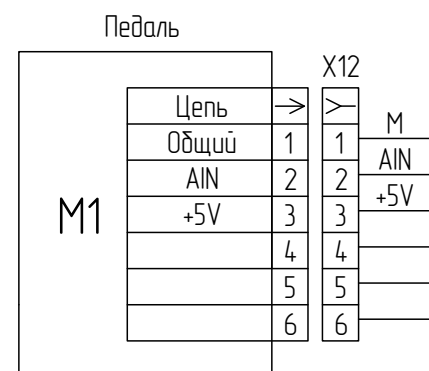 Педаль
X12
Цепь
Общий 1 1 M
AIN 2 2 AIN
+5V 3 3 +5V
M1
4 4
5 5
6 6